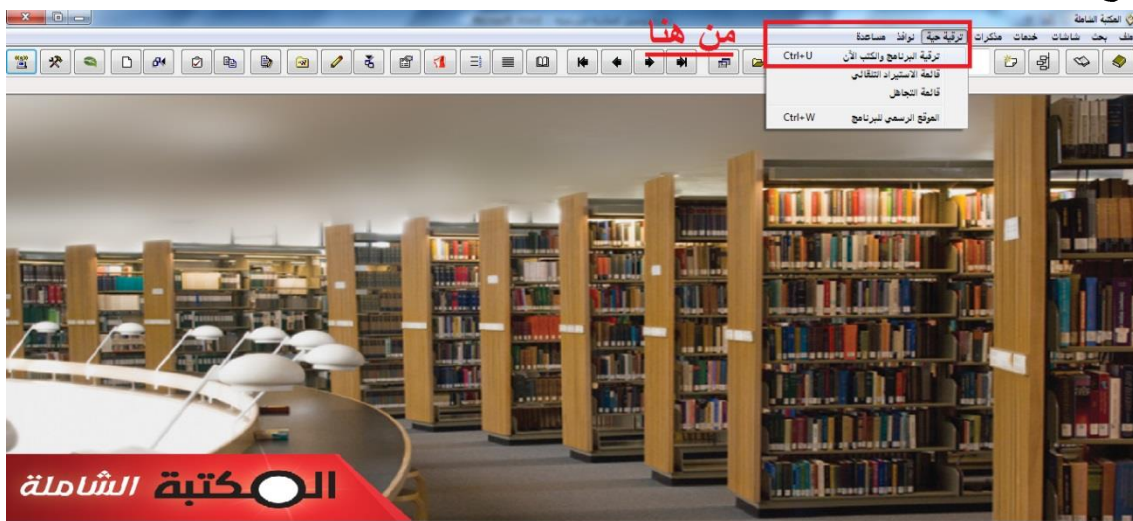 المكتبة الشاملة
ملف بحث شاشات خدمات مذكرات ترقية حية نوافذ مساعدة
من هنا
ترقية البرنامج والكتب الآن Ctrl+U
قائمة الاستيراد التلقائي
قائمة التجاهل
الموقع الرسمي للبرنامج Ctrl+W
المكتبة الشاملة